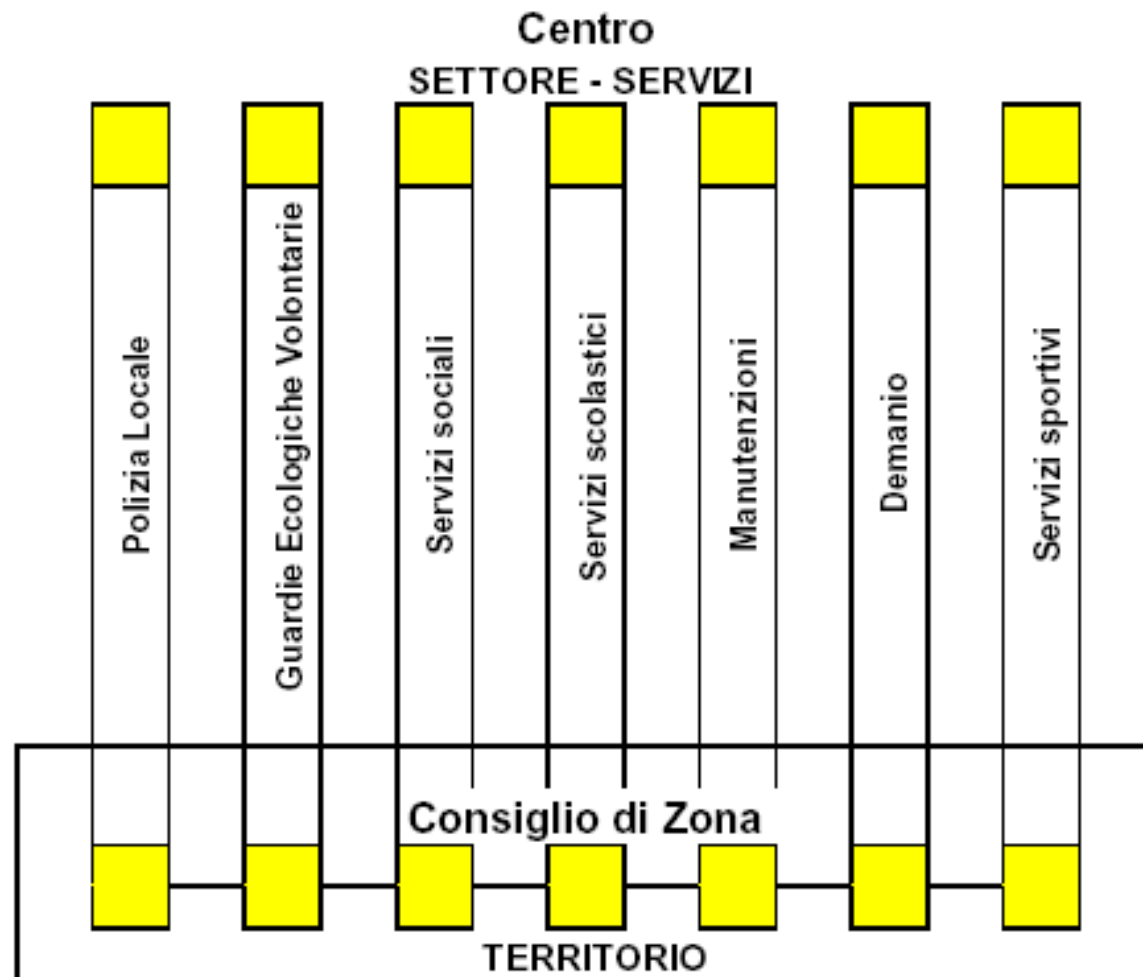 Centro
SETTORE - SERVIZI
Polizia Locale
Guardie Ecologiche Volontarie
Servizi sociali
Servizi scolastici
Manutenzioni
Demanio
Servizi sportivi
Consiglio di Zona
TERRITORIO